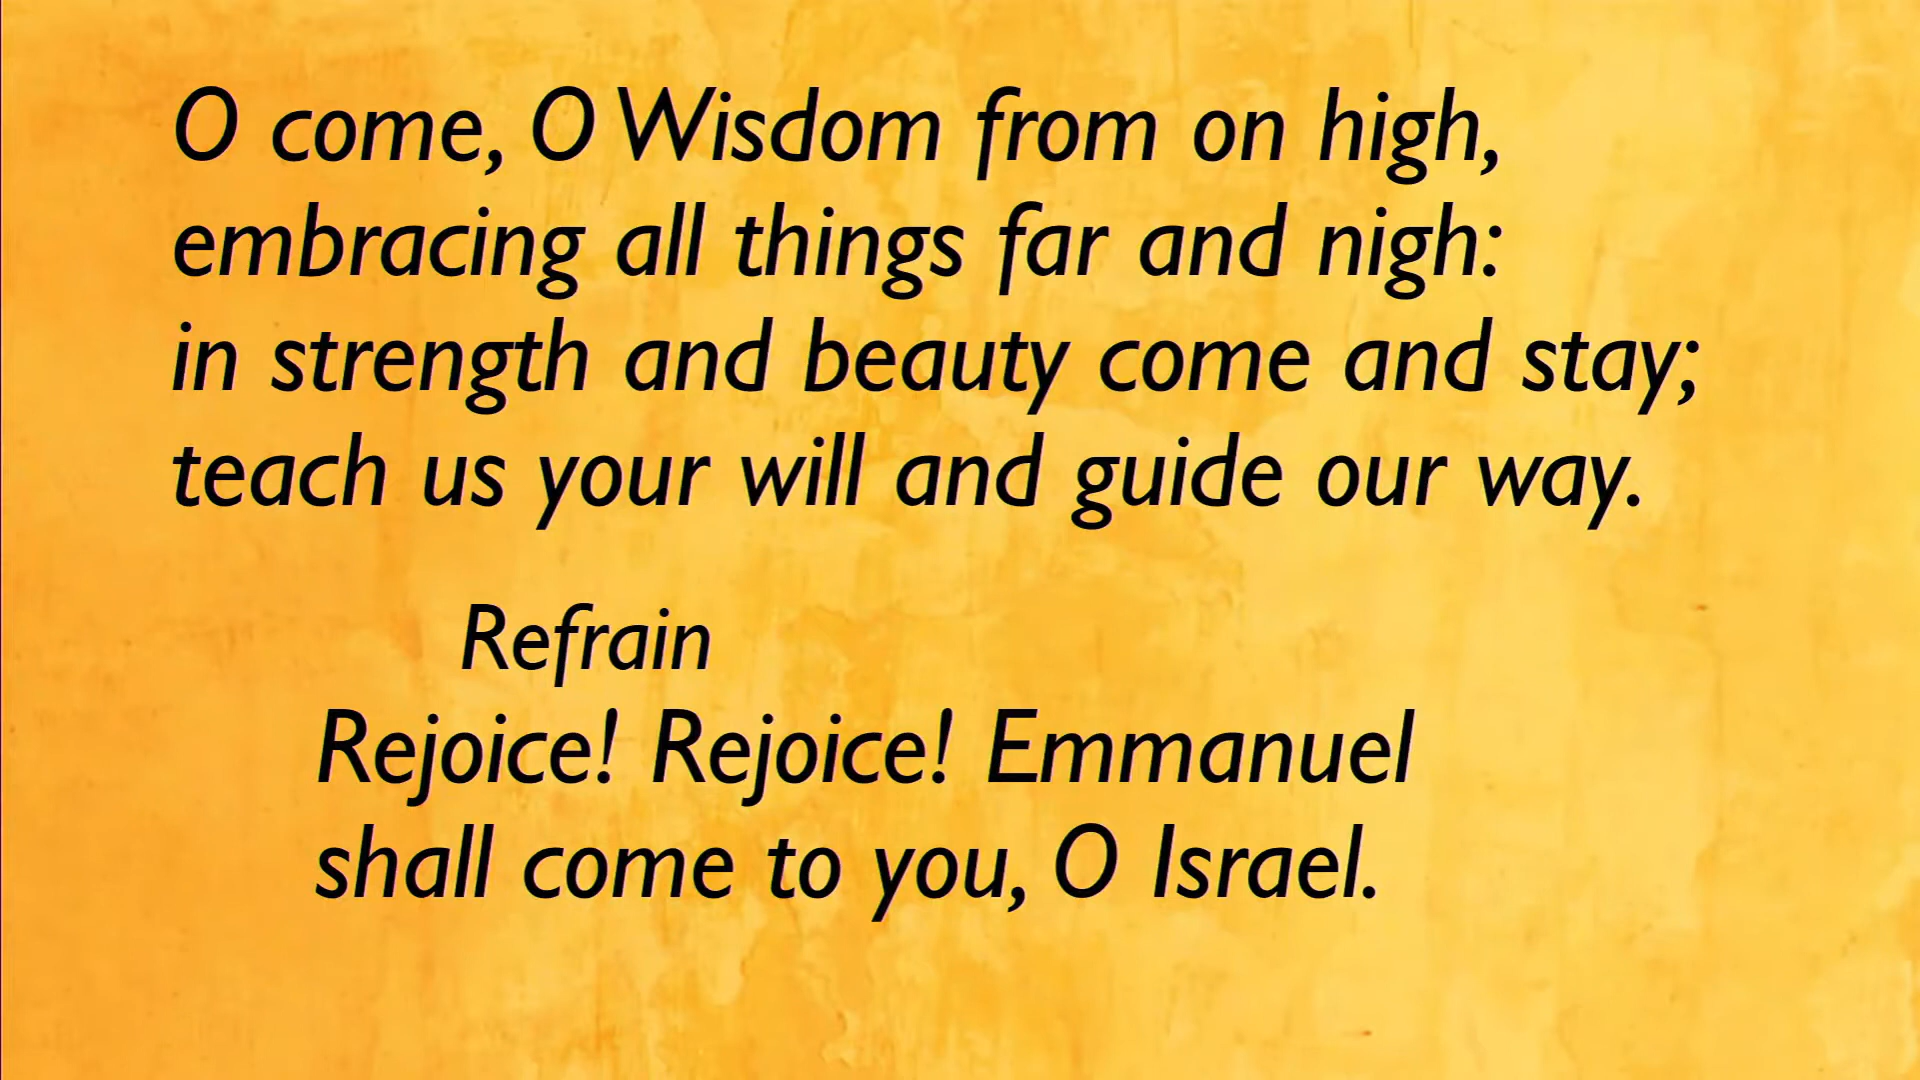 O come, O Wisdom from on high,
embracing all things far and nigh:
in strength and beauty come and stay;
teach us your will and guide our way.
Refrain
Rejoice! Rejoice! Emmanuel
shall come to you, O Israel.